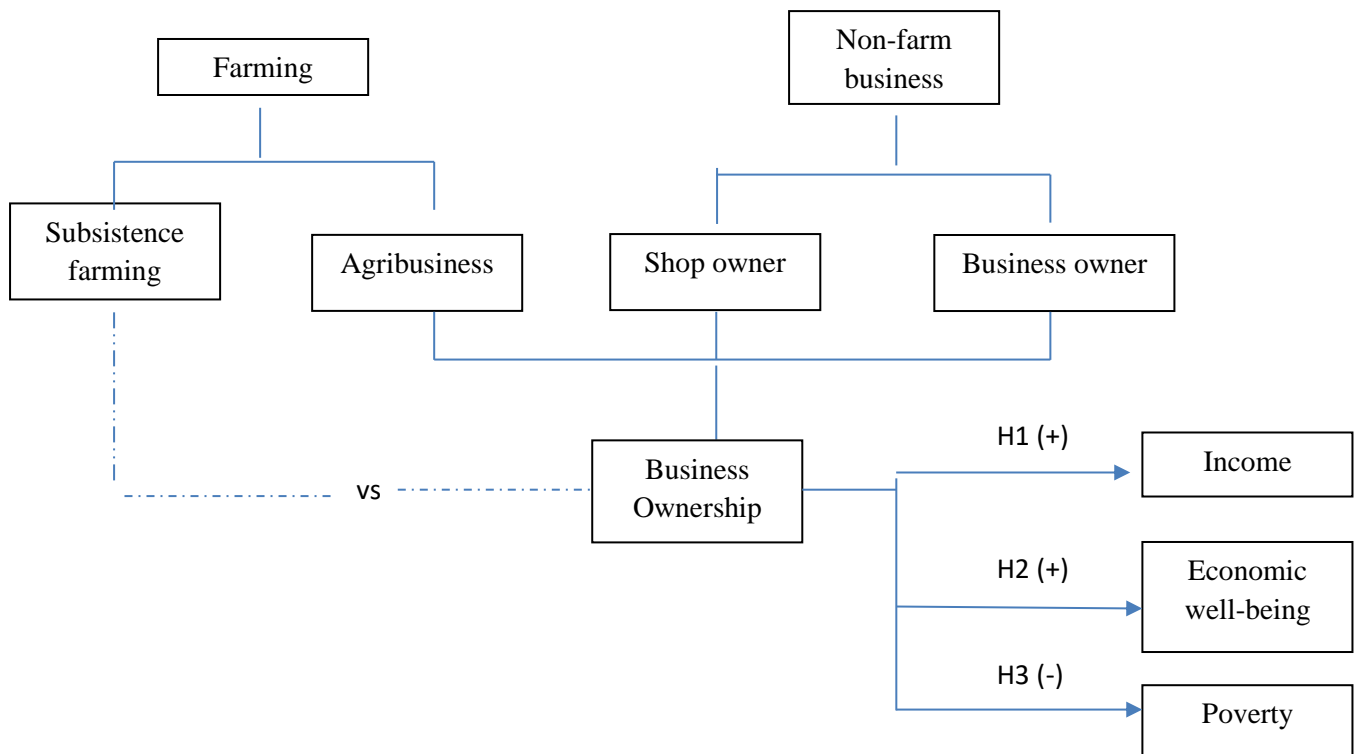 Farming
Non-farm
business
Subsistence
farming
Agribusiness
Shop owner
Business owner
Business
Ownership
vs
H1 (+)
Income
H2 (+)
Economic
well-being
H3 (-)
Poverty